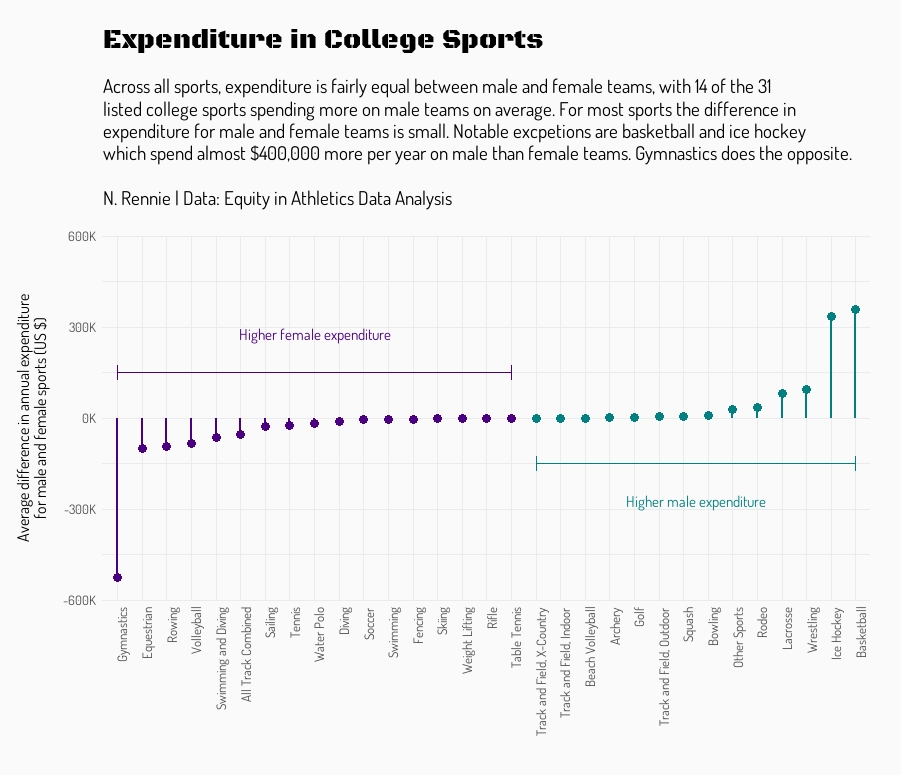 Expenditure in College Sports
Across all sports, expenditure is fairly equal between male and female teams, with 14 of the 31
listed college sports spending more on male teams on average. For most sports the difference in
expenditure for male and female teams is small. Notable excpetions are basketball and ice hockey
which spend almost $400,000 more per year on male than female teams. Gymnastics does the opposite.
N. Rennie | Data: Equity in Athletics Data Analysis
Average difference in annual expenditure
for male and female sports (US $)
600K
300K
0K
-300K
-600K
Higher female expenditure
Higher male expenditure
Gymnastics
Equestrian
Rowing
Volleyball
Swimming and Diving
All Track Combined
Sailing
Tennis
Water Polo
Diving
Soccer
Swimming
Fencing
Skiing
Weight Lifting
Rifle
Table Tennis
Track and Field, X-Country
Track and Field, Indoor
Beach Volleyball
Archery
Golf
Track and Field, Outdoor
Squash
Bowling
Other Sports
Rodeo
Lacrosse
Wrestling
Ice Hockey
Basketball